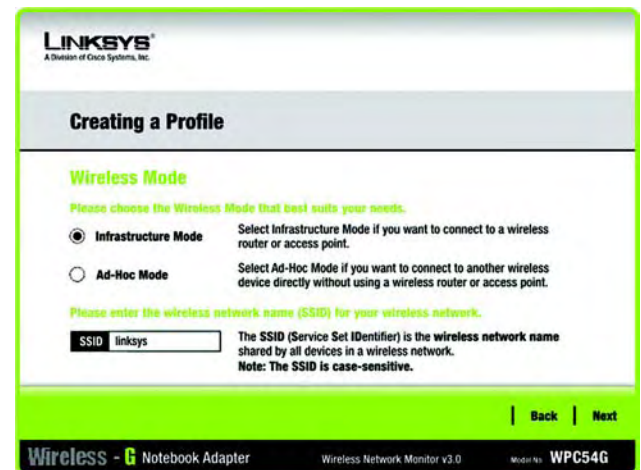 LINKSYS®
A Division of Cisco Systems, Inc.
Creating a Profile
Wireless Mode
Please choose the Wireless Mode that best suits your needs.
Infrastructure Mode
Select Infrastructure Mode if you want to connect to a wireless
router or access point.
Ad-Hoc Mode
Select Ad-Hoc Mode if you want to connect to another wireless
device directly without using a wireless router or access point.
Please enter the wireless network name (SSID) for your wireless network.
SSID linksys
The SSID (Service Set IDentifier) is the wireless network name
shared by all devices in a wireless network.
Note: The SSID is case-sensitive.
Back Next
Wireless - G Notebook Adapter Wireless Network Monitor v3.0 Model No. WPC54G